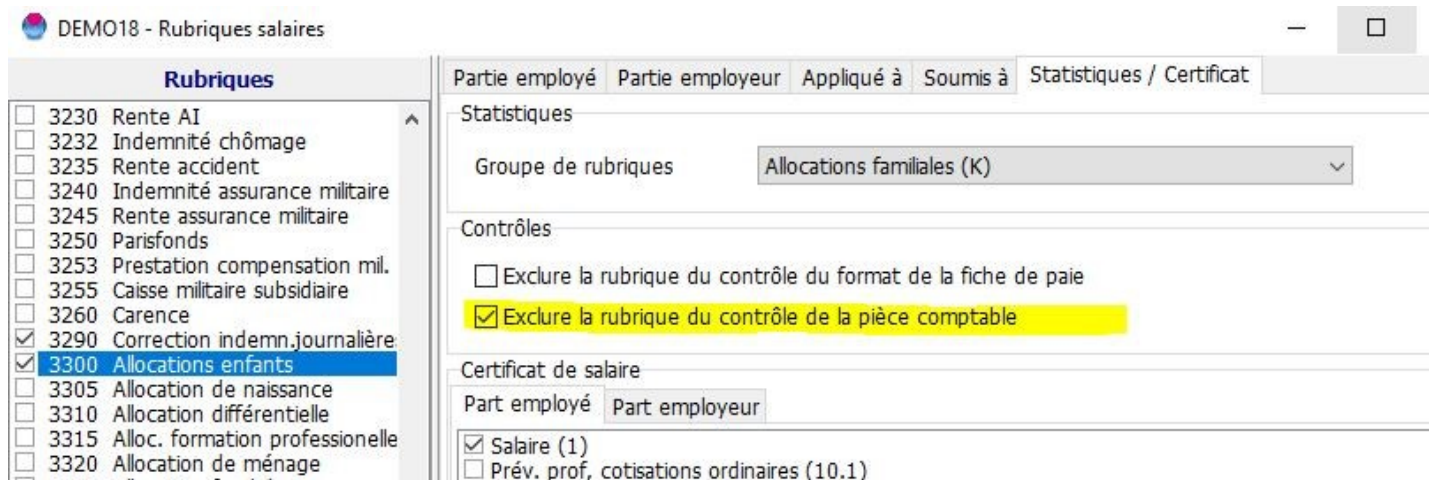 DEMO18 - Rubriques salaires
Rubriques
3230 Rente AI
3232 Indemnité chômage
3235 Rente accident
3240 Indemnité assurance militaire
3245 Rente assurance militaire
3250 Parisfonds
3253 Prestation compensation mil.
3255 Caisse militaire subsidiaire
3260 Carence
3290 Correction indemn.journalière
3300 Allocations enfants
3305 Allocation de naissance
3310 Allocation différentielle
3315 Alloc. formation professionelle
3320 Allocation de ménage
Partie employé Partie employeur Appliqué à Soumis à Statistiques / Certificat
Statistiques
Groupe de rubriques Allocations familiales (K)
Contrôles
Exclure la rubrique du contrôle du format de la fiche de paie
Exclure la rubrique du contrôle de la pièce comptable
Certificat de salaire
Part employé Part employeur
Salaire (1)
Prév. prof, cotisations ordinaires (10.1)